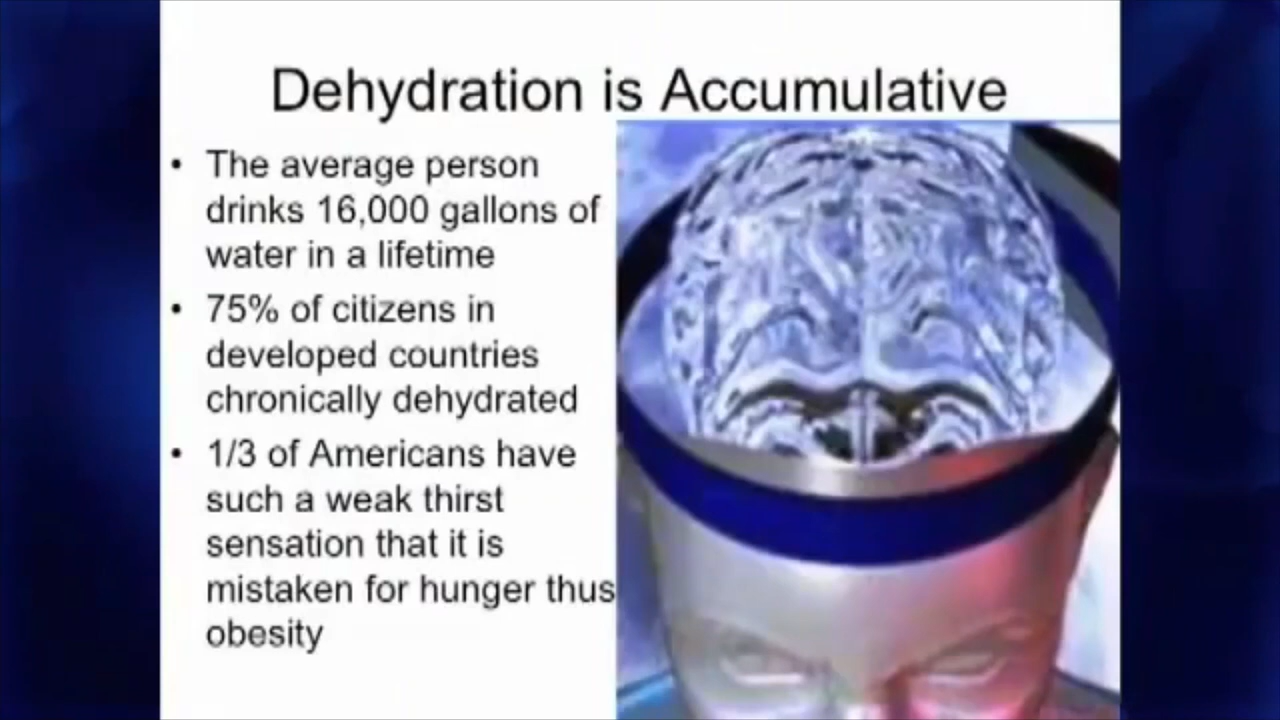 Dehydration is Accumulative
• The average person
drinks 16,000 gallons of
water in a lifetime
• 75% of citizens in
developed countries
chronically dehydrated
• 1/3 of Americans have
such a weak thirst
sensation that it is
mistaken for hunger thus
obesity